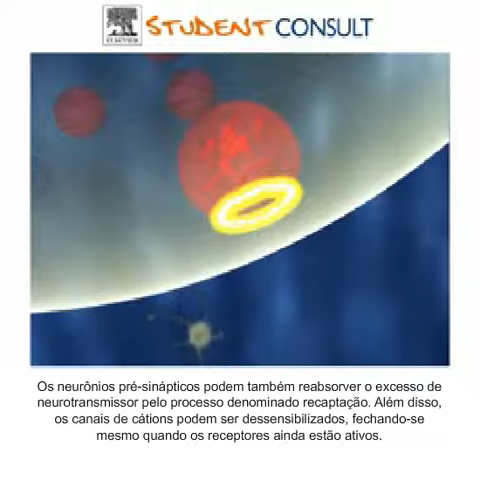 ELSEVIER
STUDENT CONSULT
Os neurônios pré-sinápticos podem também reabsorver o excesso de
neurotransmissor pelo processo denominado recaptação. Além disso,
os canais de cátions podem ser dessensibilizados, fechando-se
mesmo quando os receptores ainda estão ativos.